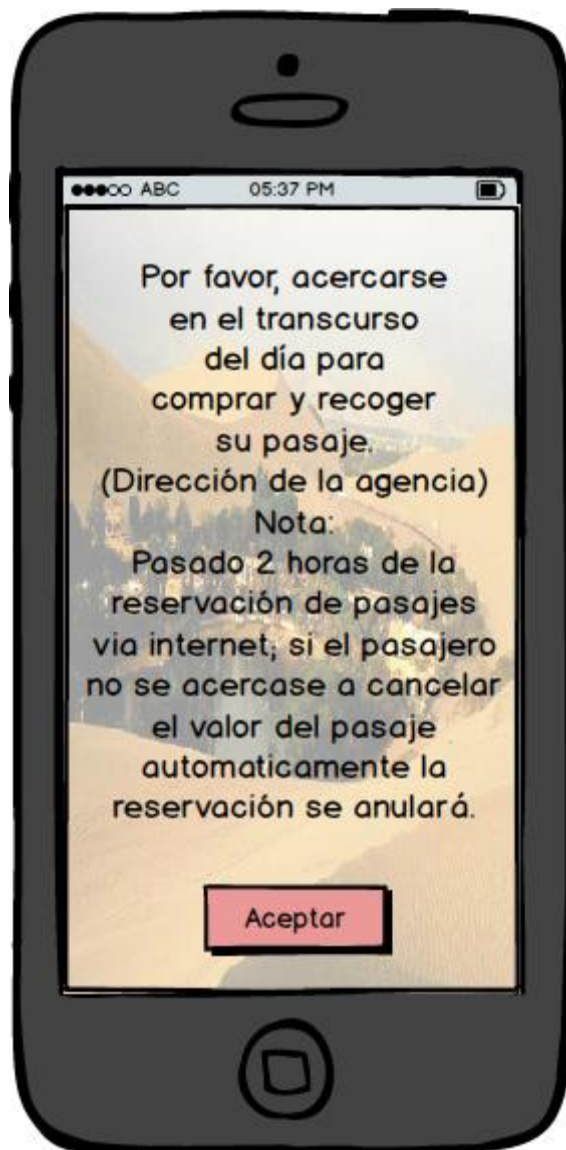 ABC 05:37 PM
Por favor, acercarse
en el transcurso
del día para
comprar y recoger
su pasaje.
(Dirección de la agencia)
Nota:
Pasado 2 horas de la
reservación de pasajes
via internet; si el pasajero
no se acercase a cancelar
el valor del pasaje
automaticamente la
reservación se anulará.
Aceptar